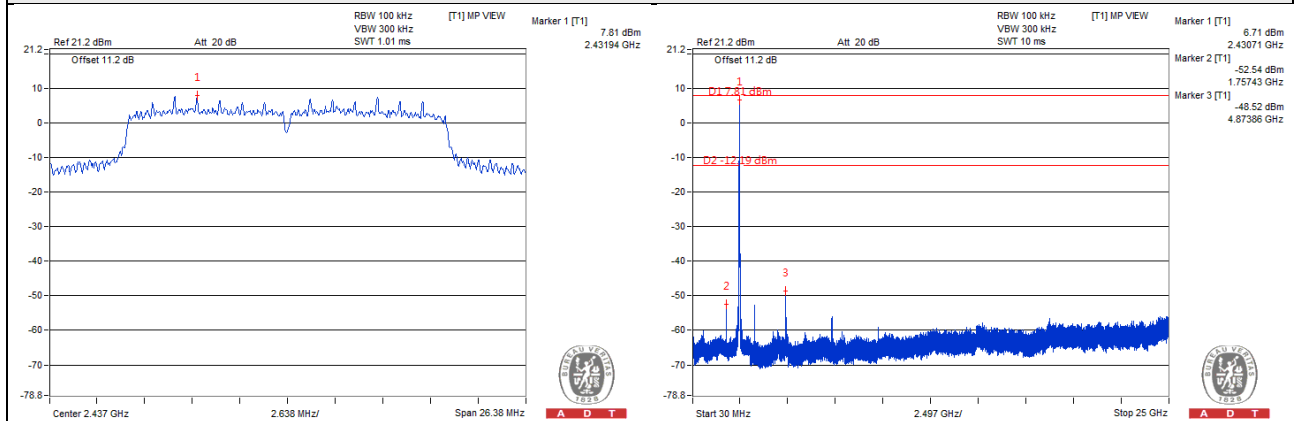 RBW 100 kHz [T1] MP VIEW
VBW 300 kHz
Ref 21.2 dBm Att 20 dB SWT 1.01 ms
Marker 1 [T1]
7.81 dBm
2.43194 GHz
21.2
Offset 11.2 dB
1
10
0
-10
-20
-30
-40
-50
-60
-70
-78.8
Center 2.437 GHz 2.638 MHz/ Span 26.38 MHz
BUREAU VERITAS
1828
A D T
RBW 100 kHz [T1] MP VIEW
VBW 300 kHz
Ref 21.2 dBm Att 20 dB SWT 10 ms
Marker 1 [T1]
6.71 dBm
2.43071 GHz
Marker 2 [T1]
-52.54 dBm
1.75743 GHz
Marker 3 [T1]
-48.52 dBm
4.87386 GHz
21.2
Offset 11.2 dB
1
10
D1 7.81 dBm
0
-10
D2 -12.19 dBm
-20
-30
-40
3
2
-50
-60
-70
-78.8
Start 30 MHz 2.497 GHz/ Stop 25 GHz
BUREAU VERITAS
1828
A D T